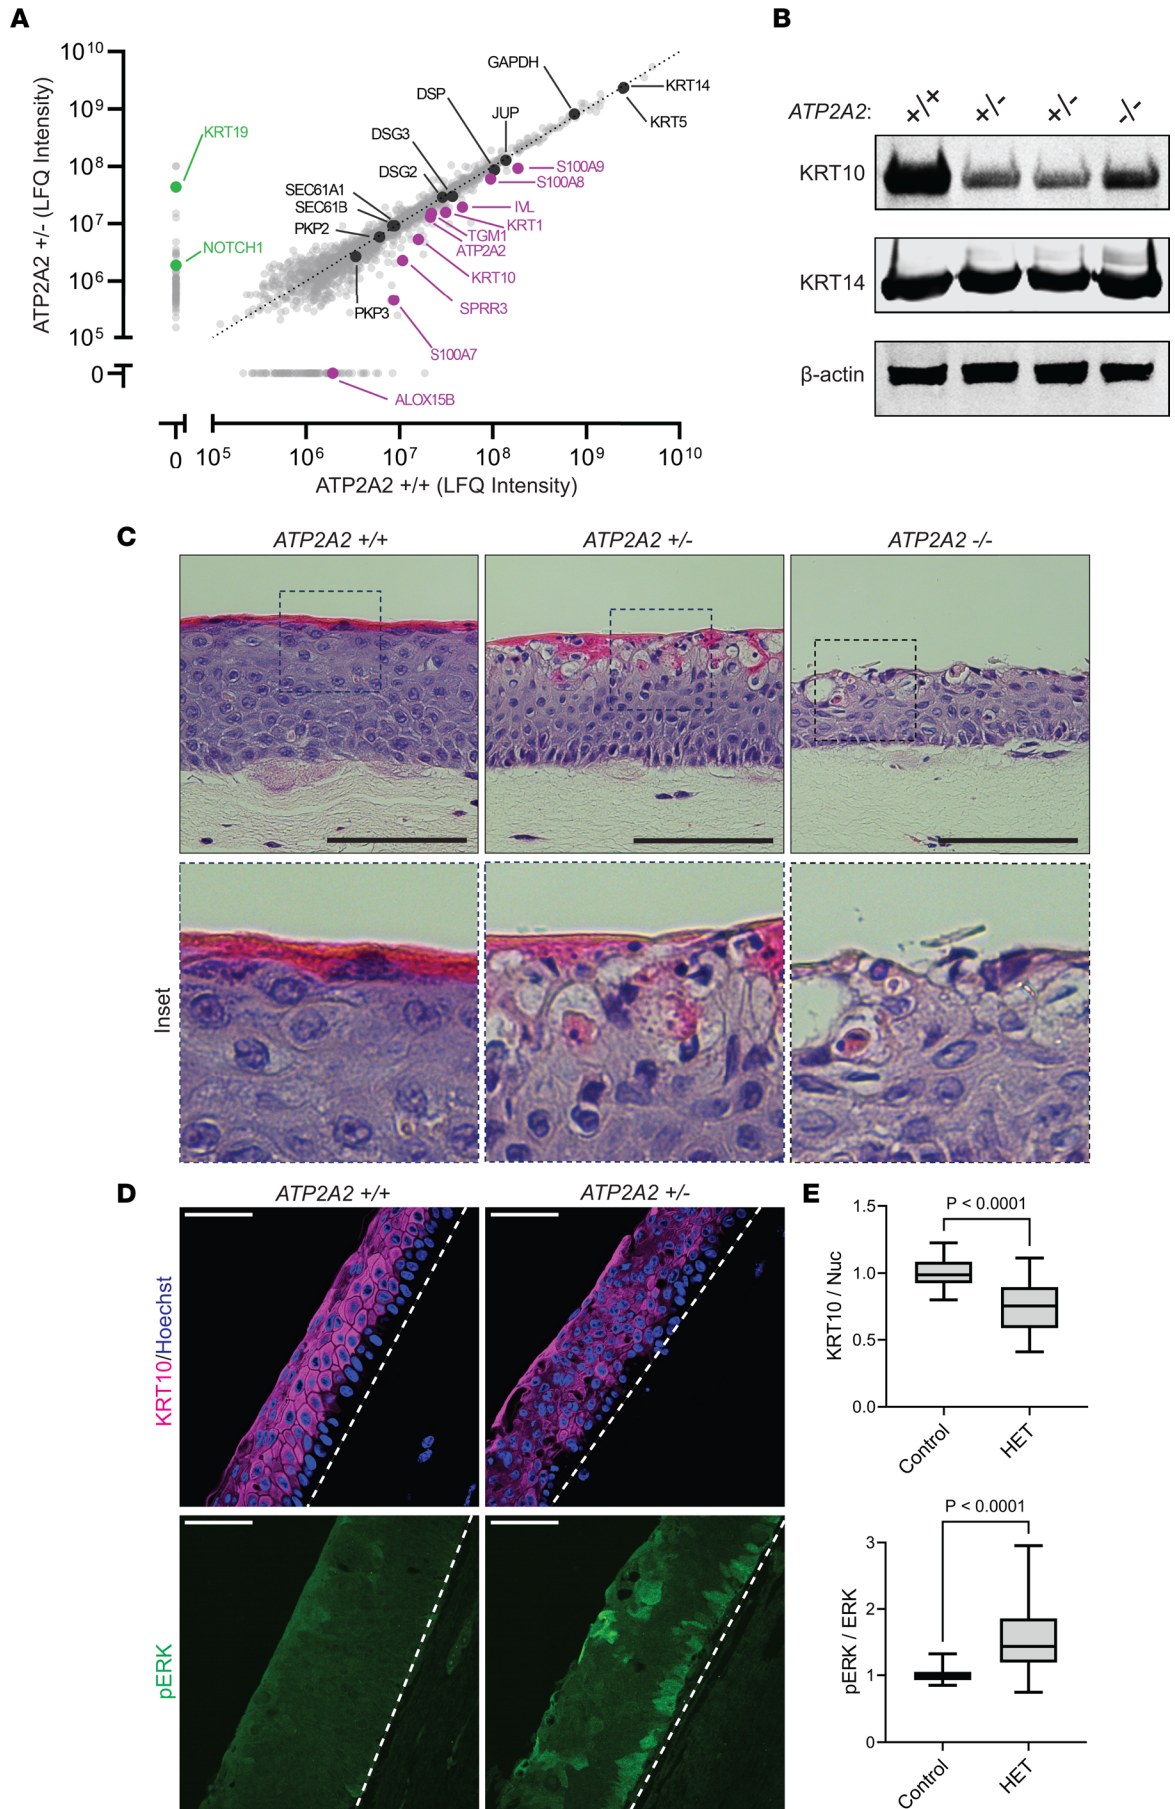 A
ATP2A2 +/- (LFQ Intensity)
10^10
10^9
10^8
10^7
10^6
10^5
0
KRT19
NOTCH1
GAPDH
DSP
JUP
DSG3
DSG2
SEC61A1
SEC61B
PKP2
PKP3
KRT14
KRT5
S100A9
S100A8
IVL
KRT1
TGM1
ATP2A2
KRT10
SPRR3
S100A7
ALOX15B
0 10^5 10^6 10^7 10^8 10^9 10^10
ATP2A2 +/+ (LFQ Intensity)
B
ATP2A2: +/+ +/- +/- -/-
KRT10
KRT14
β-actin
C
ATP2A2 +/+ ATP2A2 +/- ATP2A2 -/-
Inset
D
ATP2A2 +/+ ATP2A2 +/-
KRT10/Hoechst
pERK
E
P < 0.0001
KRT10 / Nuc
1.5
1.0
0.5
0.0
Control HET
P < 0.0001
pERK / ERK
3
2
1
0
Control HET